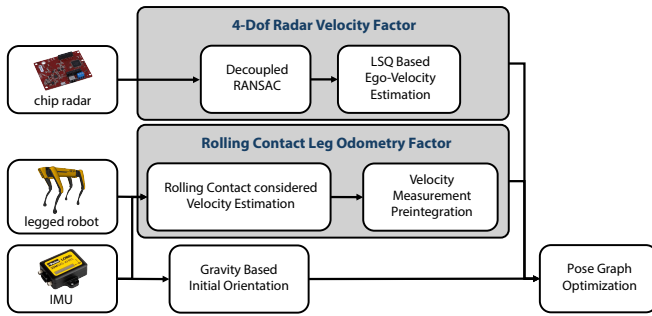 4-Dof Radar Velocity Factor
chip radar
Decoupled
RANSAC
LSQ Based
Ego-Velocity
Estimation
Rolling Contact Leg Odometry Factor
legged robot
Rolling Contact considered
Velocity Estimation
Velocity
Measurement
Preintegration
IMU
Gravity Based
Initial Orientation
Pose Graph
Optimization